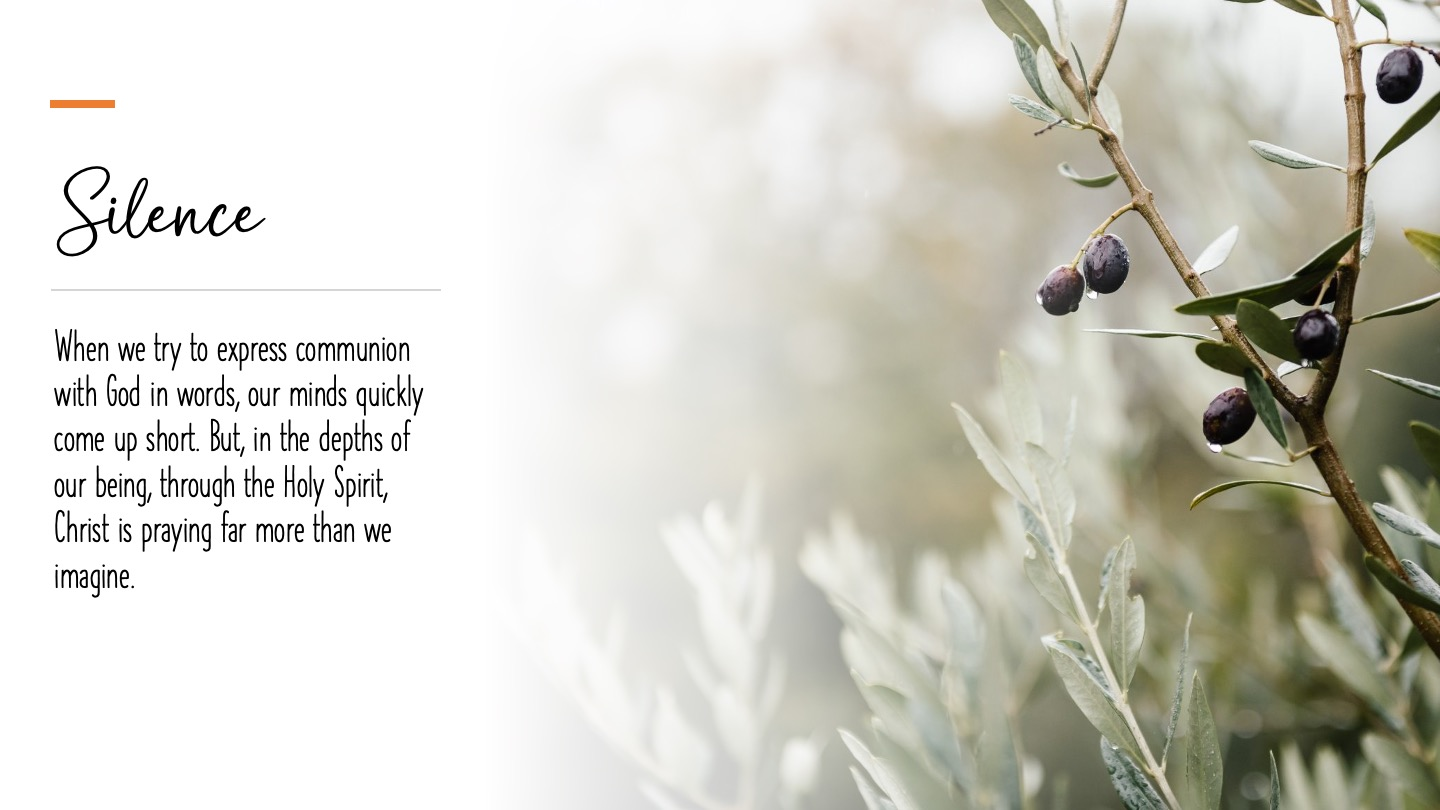 Silence
When we try to express communion
with God in words, our minds quickly
come up short. But, in the depths of
our being, through the Holy Spirit,
Christ is praying far more than we
imagine.